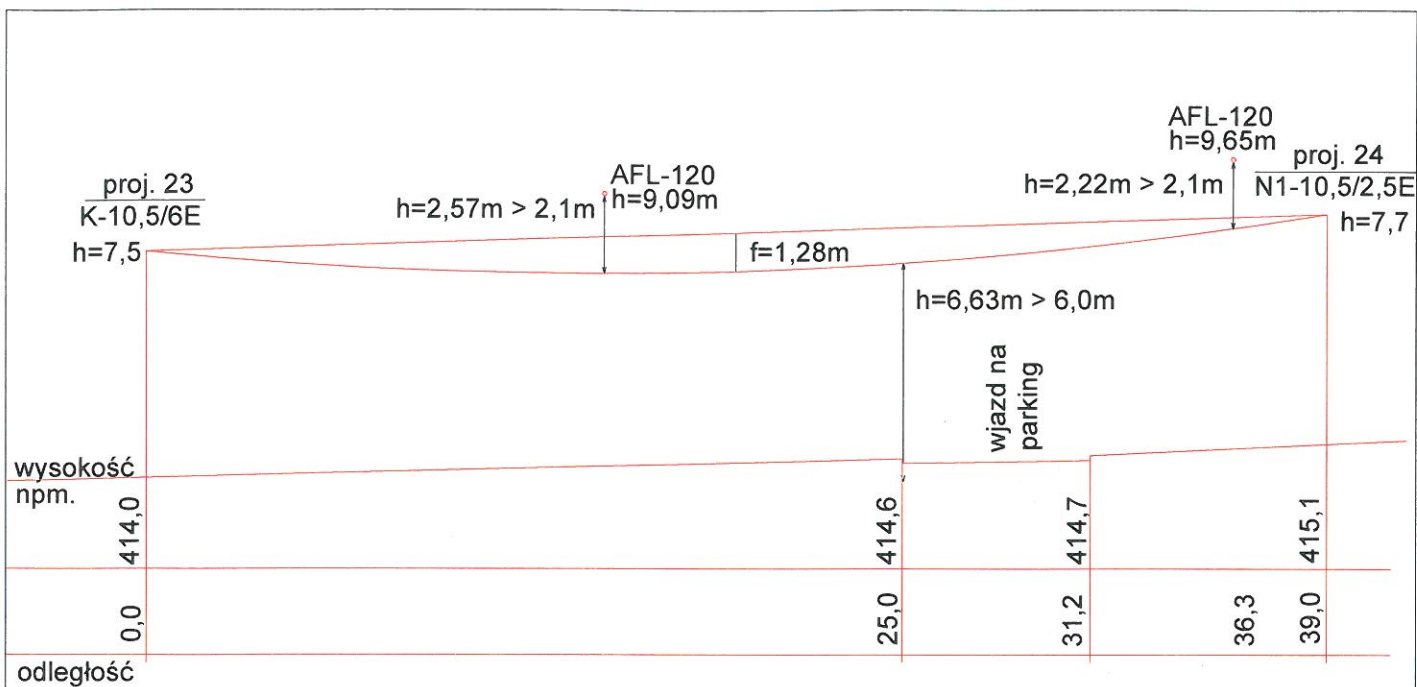 AFL-120
h=9,65m
proj. 24
N1-10,5/2,5E
h=7,7
proj. 23
K-10,5/6E
h=7,5
AFL-120
h=9,09m
h=2,57m > 2,1m
h=2,22m > 2,1m
f=1,28m
h=6,63m > 6,0m
wjazd na
parking
wysokość
npm.
414,0
414,6
414,7
415,1
0,0
25,0
31,2
36,3
39,0
odległość